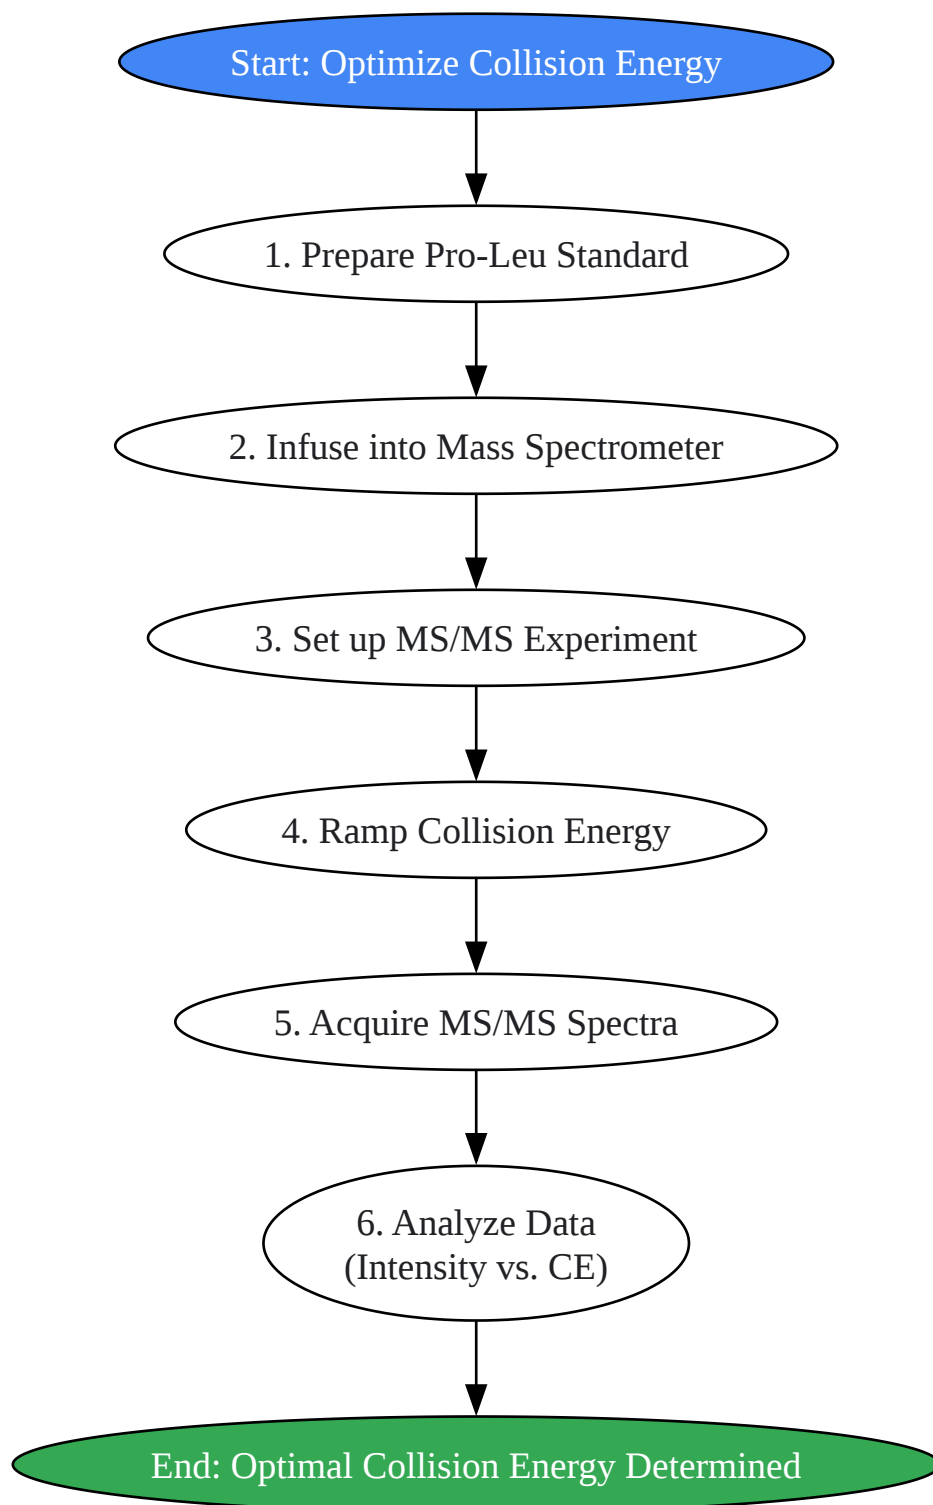 Start: Optimize Collision Energy
1. Prepare Pro-Leu Standard
2. Infuse into Mass Spectrometer
3. Set up MS/MS Experiment
4. Ramp Collision Energy
5. Acquire MS/MS Spectra
6. Analyze Data
(Intensity vs. CE)
End: Optimal Collision Energy Determined